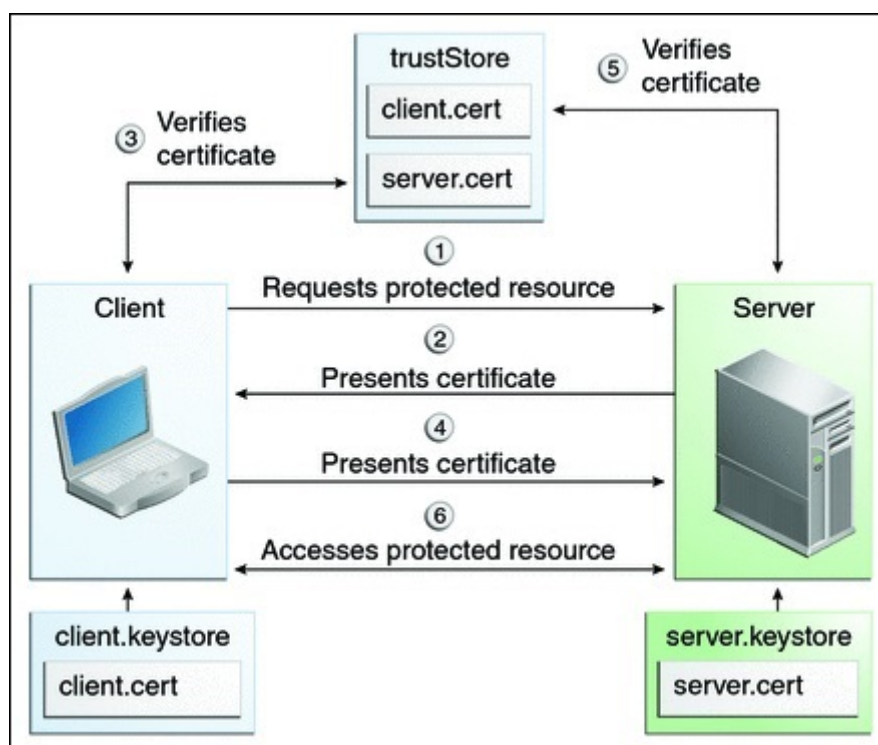 trustStore
client.cert
server.cert
③ Verifies
certificate
⑤ Verifies
certificate
①
Requests protected resource
②
Presents certificate
④
Presents certificate
⑥
Accesses protected resource
Client
Server
client.keystore
client.cert
server.keystore
server.cert